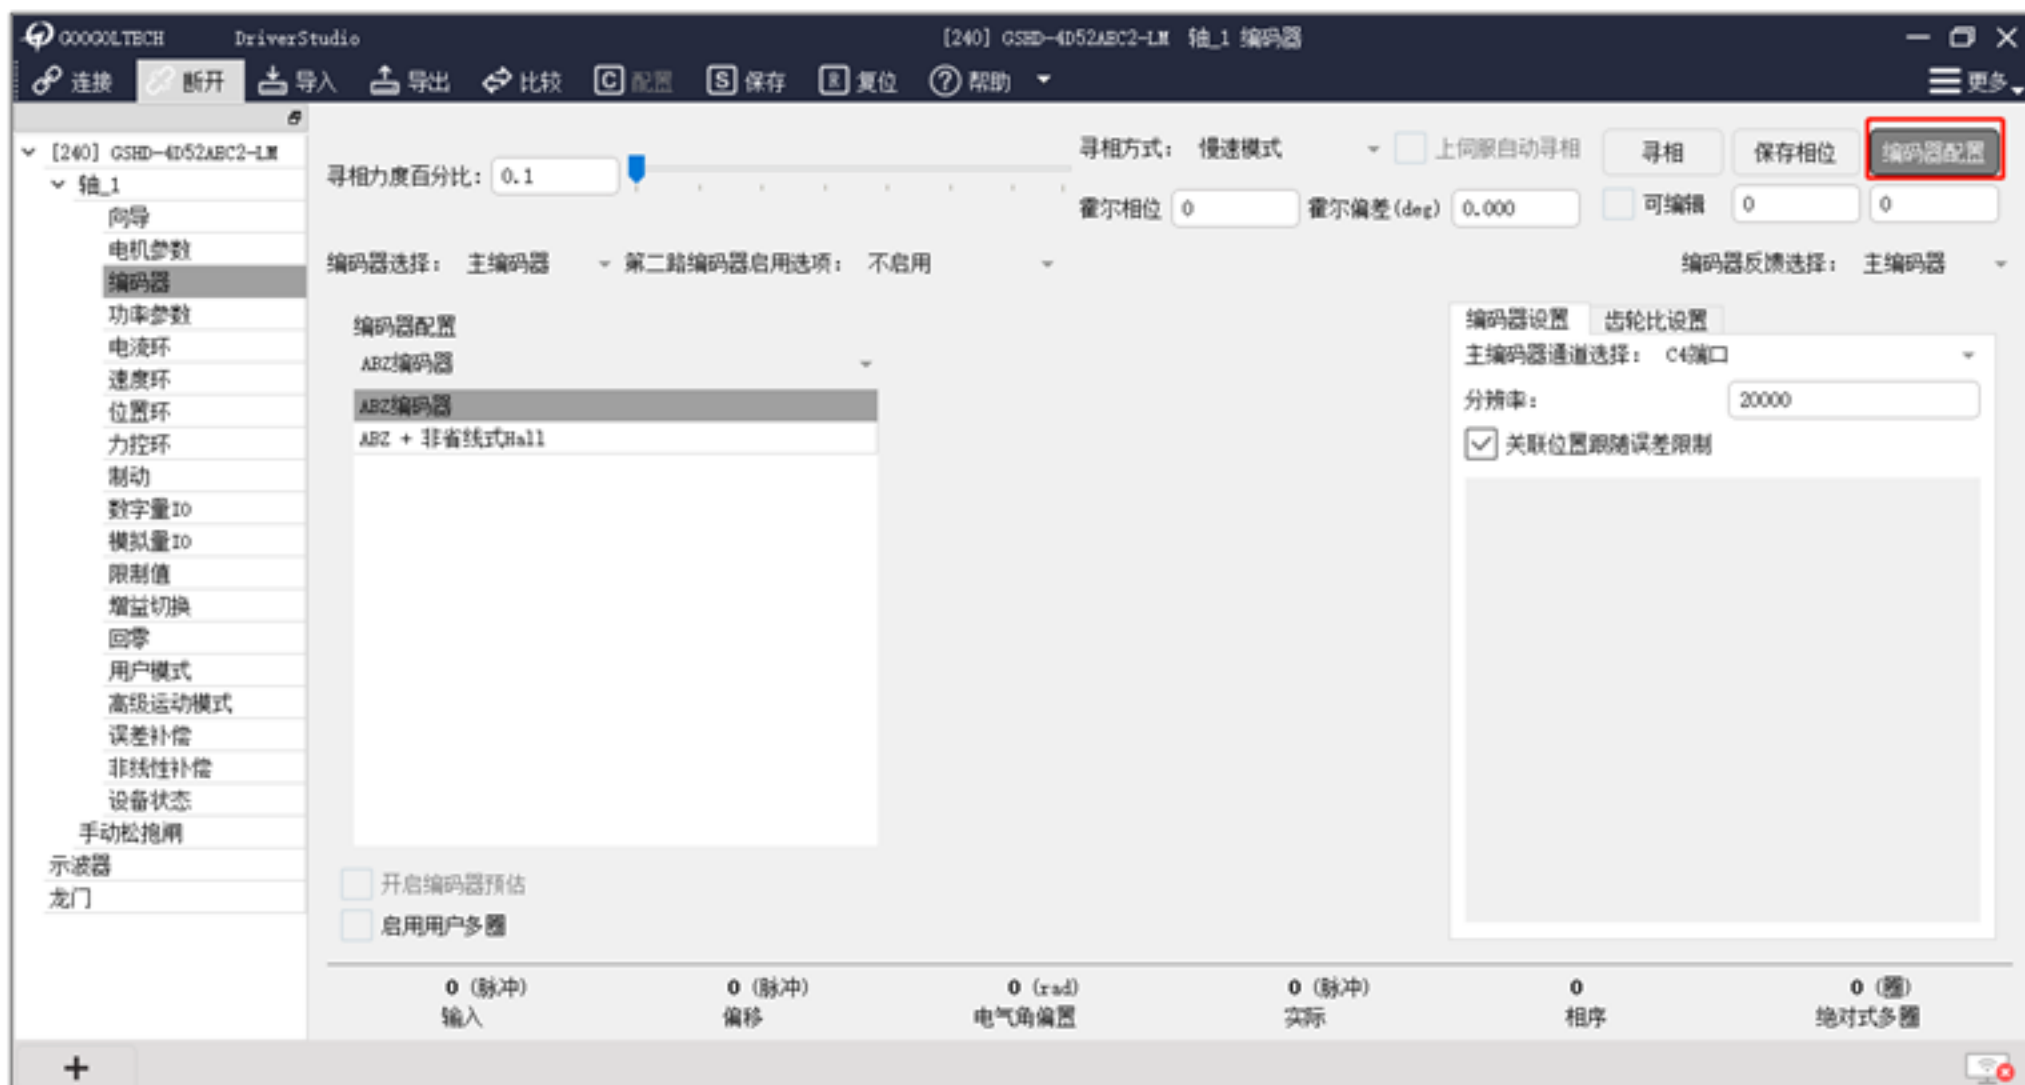 GOOGOLTECH DriverStudio [240] GSHD-4D52AEC2-LM 轴_1 编码器
连接 断开 导入 导出 比较 C 配置 S 保存 R 复位 ? 帮助 更多
[240] GSHD-4D52AEC2-LM
轴_1
向导
电机参数
编码器
功率参数
电流环
速度环
位置环
力控环
制动
数字量IO
模拟量IO
限制值
增益切换
回零
用户模式
高级运动模式
误差补偿
非线性补偿
设备状态
手动松抱闸
示波器
龙门
寻相力度百分比: 0.1
寻相方式: 慢速模式 上伺服自动寻相 寻相 保存相位 编码器配置
霍尔相位 0 霍尔偏差(deg) 0.000 可编辑 0 0
编码器选择: 主编码器 第二路编码器启用选项: 不启用 编码器反馈选择: 主编码器
编码器配置
ABZ编码器
ABZ编码器
ABZ + 非省线式Hall
开启编码器预估
启用用户多圈
编码器设置 齿轮比设置
主编码器通道选择: C4端口
分辨率: 20000
关联位置跟随误差限制
0 (脉冲) 0 (脉冲) 0 (rad) 0 (脉冲) 0 0 (圈)
输入 偏移 电气角偏置 实际 相序 绝对式多圈
+